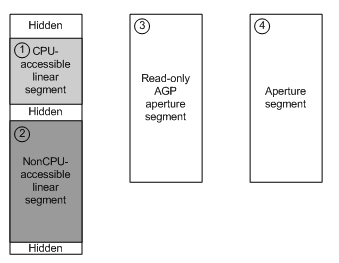 Hidden
1 CPU-
accessible
linear
segment
Hidden
2
NonCPU-
accessible
linear
segment
Hidden
3
Read-only
AGP
aperture
segment
4
Aperture
segment